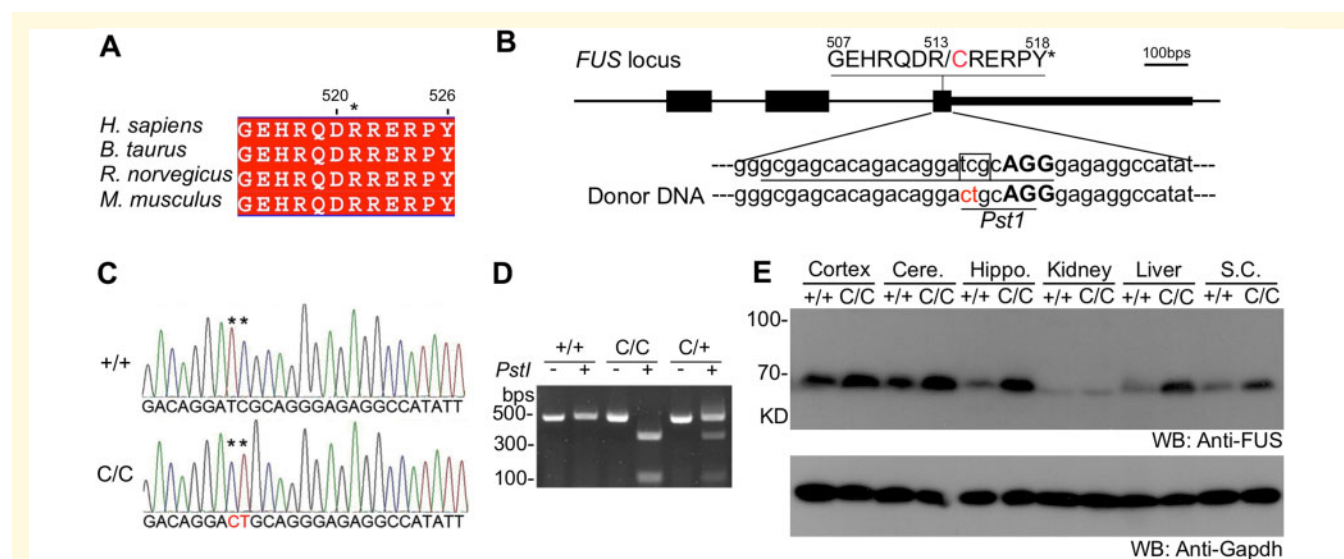 A
520 526
*
H. sapiens GEHRQDRRERPY
B. taurus GEHRQDRRERPY
R. norvegicus GEHRQDRRERPY
M. musculus GEHRQDRRERPY
B
507 513 518
FUS locus GEHRQDR/CRERPY* 100bps
---gggcgagcacagacaggatcgcAGGgagaggccatat---
Donor DNA ---gggcgagcacagacaggactgcAGGgagaggccatat---
Pst1
C
**
+/+
GACAGGATCGCAGGGAGAGGCCATATT
**
C/C
GACAGGACTGCAGGGAGAGGCCATATT
D
+/+ C/C C/+
PstI - + - + - +
bps
500-
300-
100-
E
Cortex Cere. Hippo. Kidney Liver S.C.
+/+ C/C +/+ C/C +/+ C/C +/+ C/C +/+ C/C +/+ C/C
100-
70-
KD
WB: Anti-FUS
WB: Anti-Gapdh